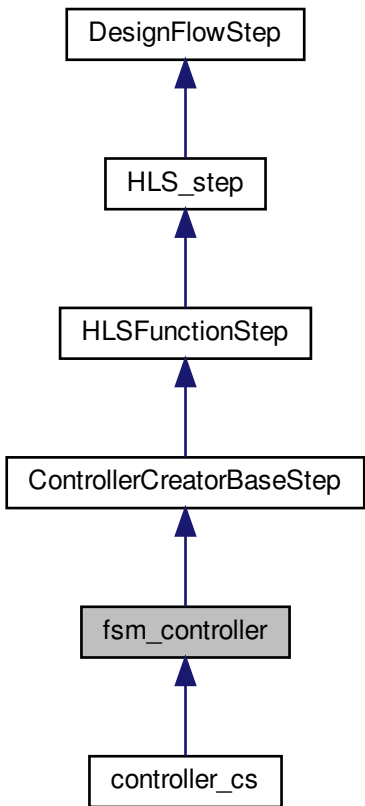 DesignFlowStep
HLS_step
HLSFunctionStep
ControllerCreatorBaseStep
fsm_controller
controller_cs